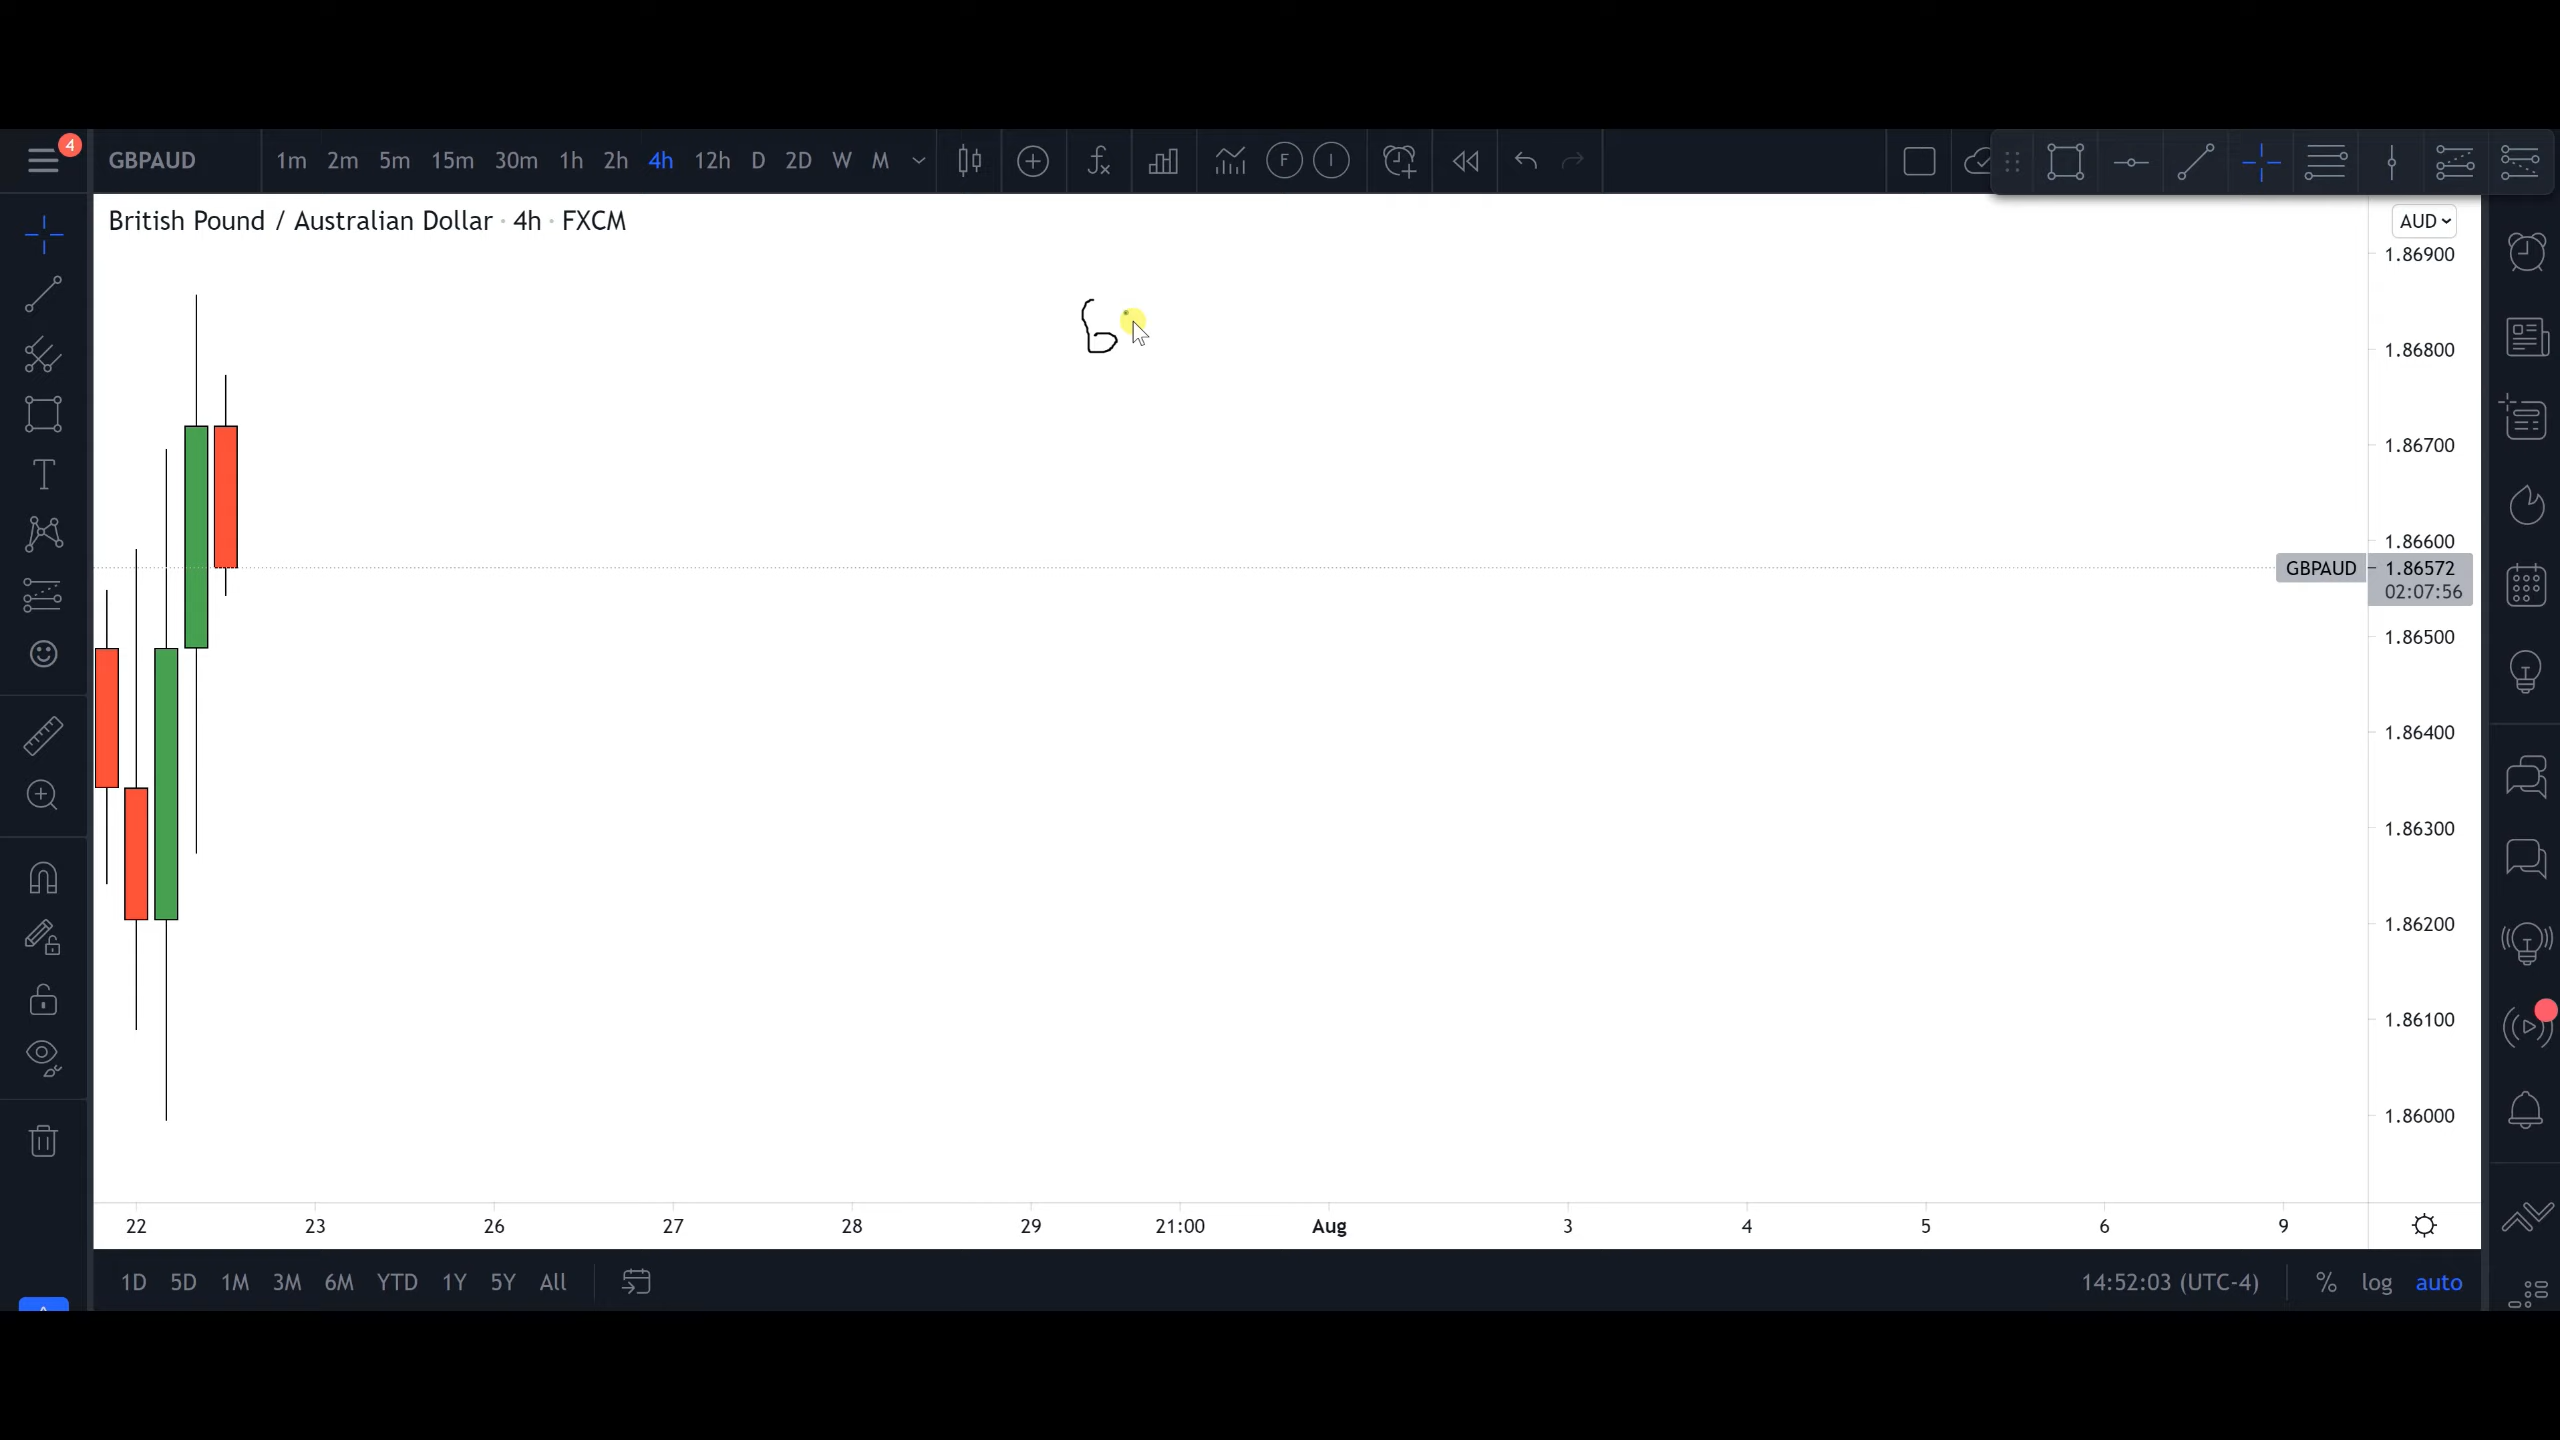 4
GBPAUD 1m 2m 5m 15m 30m 1h 2h 4h 12h D 2D W M F I
British Pound / Australian Dollar · 4h · FXCM
AUD
1.86900
1.86800
1.86700
1.86600
GBPAUD 1.86572
02:07:56
1.86500
1.86400
1.86300
1.86200
1.86100
1.86000
22 23 26 27 28 29 21:00 Aug 3 4 5 6 9
1D 5D 1M 3M 6M YTD 1Y 5Y All 14:52:03 (UTC-4) % log auto